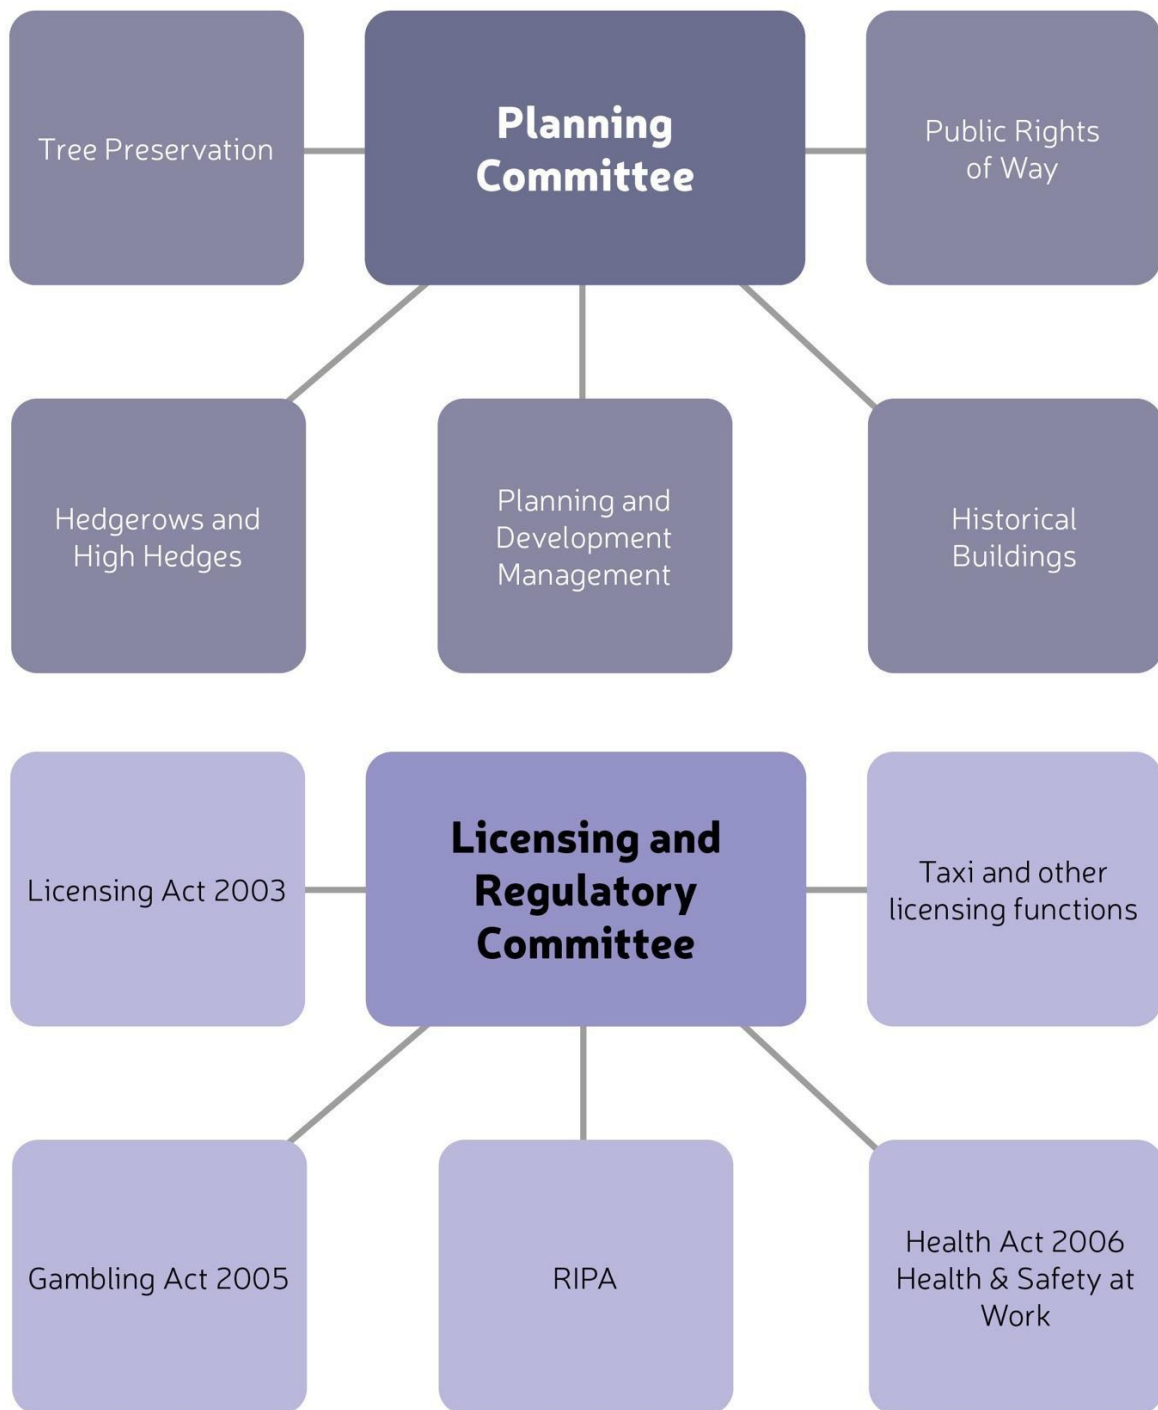 Tree Preservation
Planning
Committee
Public Rights
of Way
Hedgerows and
High Hedges
Planning and
Development
Management
Historical
Buildings
Licensing Act 2003
Licensing and
Regulatory
Committee
Taxi and other
licensing functions
Gambling Act 2005
RIPA
Health Act 2006
Health & Safety at
Work